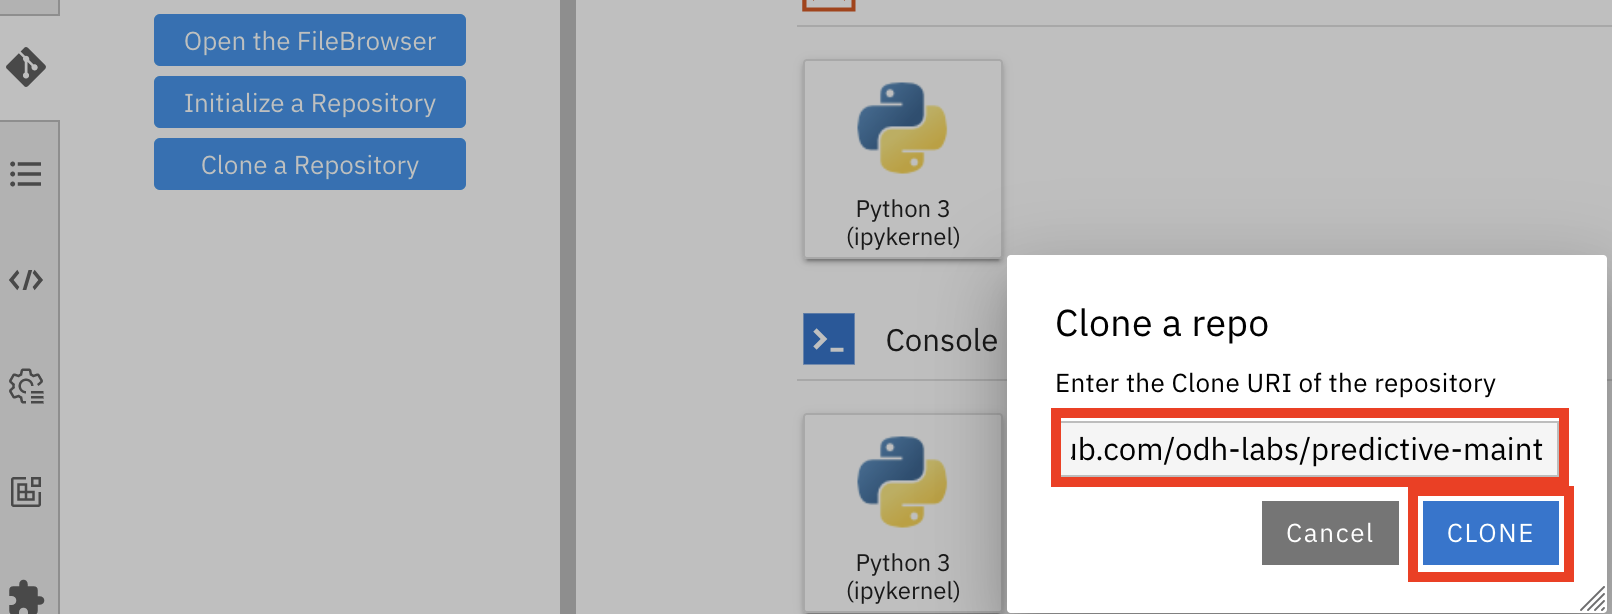 Open the FileBrowser
Initialize a Repository
Clone a Repository
Python 3
(ipykernel)
Console
Python 3
(ipykernel)
Clone a repo
Enter the Clone URI of the repository
ub.com/odh-labs/predictive-maint
Cancel
CLONE